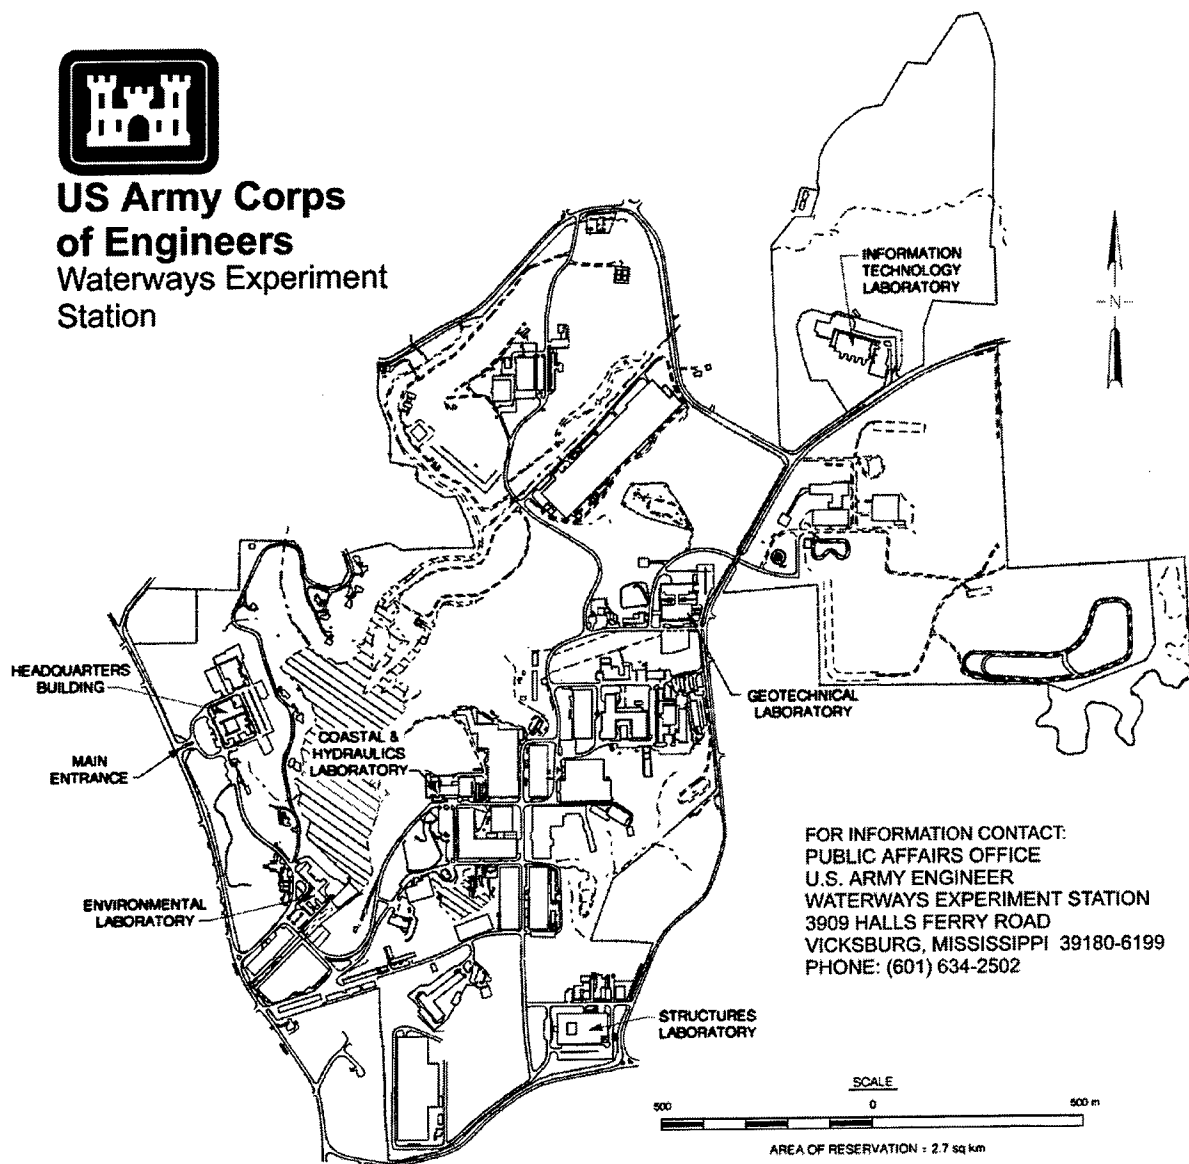 US Army Corps
of Engineers
Waterways Experiment
Station
INFORMATION
TECHNOLOGY
LABORATORY
N
HEADQUARTERS
BUILDING
MAIN
ENTRANCE
COASTAL &
HYDRAULICS
LABORATORY
GEOTECHNICAL
LABORATORY
ENVIRONMENTAL
LABORATORY
FOR INFORMATION CONTACT:
PUBLIC AFFAIRS OFFICE
U.S. ARMY ENGINEER
WATERWAYS EXPERIMENT STATION
3909 HALLS FERRY ROAD
VICKSBURG, MISSISSIPPI 39180-6199
PHONE: (601) 634-2502
STRUCTURES
LABORATORY
SCALE
500 0 500 m
AREA OF RESERVATION = 2.7 sq km